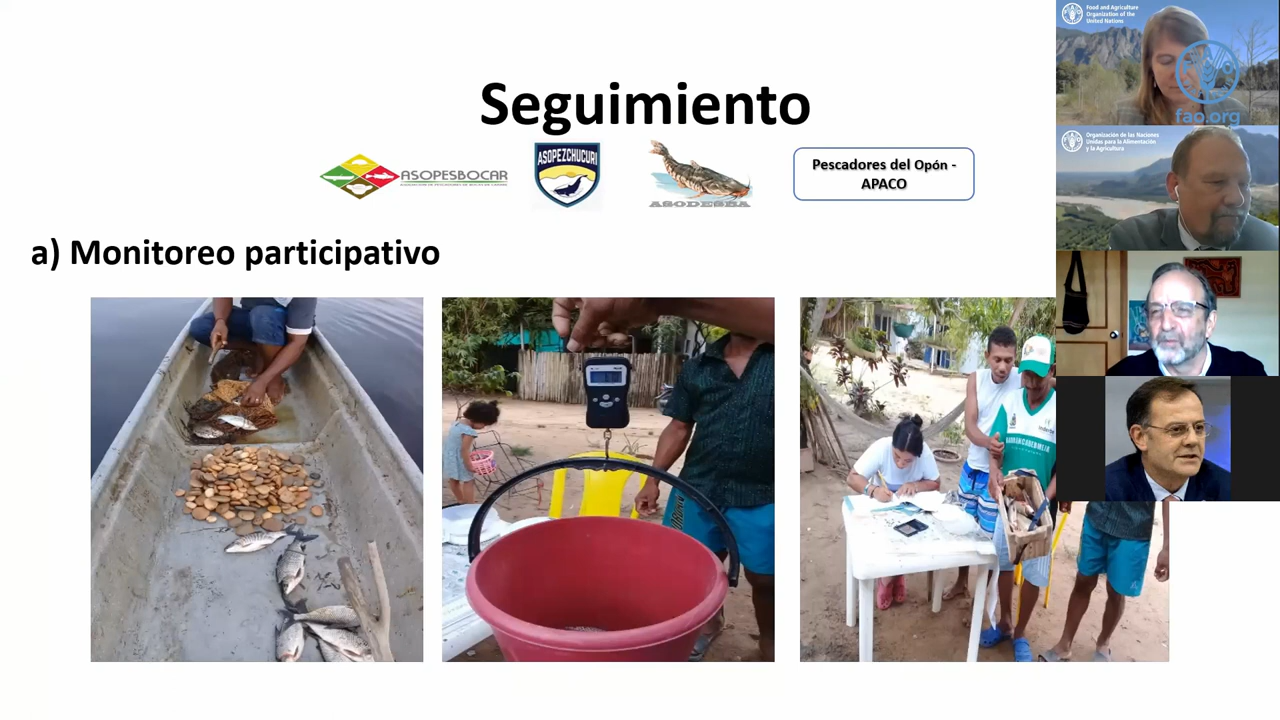 Seguimiento
ASOPESBOCAR
ASOPEZCHUCURI
ASODESBA
Pescadores del Opón -
APACO
a) Monitoreo participativo
Food and Agriculture
Organization of the
United Nations
fao.org
Organización de las Naciones
Unidas para la Alimentación
y la Agricultura